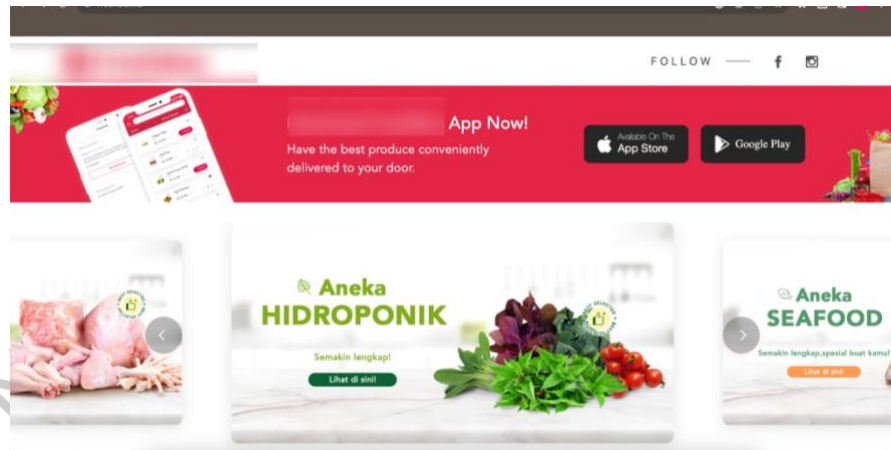 FOLLOW
App Now!
Have the best produce conveniently
delivered to your door.
Available On The
App Store
Google Play
Aneka
HIDROPONIK
Semakin lengkap!
Lihat di sini!
Aneka
SEAFOOD
Semakin lengkap,spesial buat kamu!
Lihat di sini!